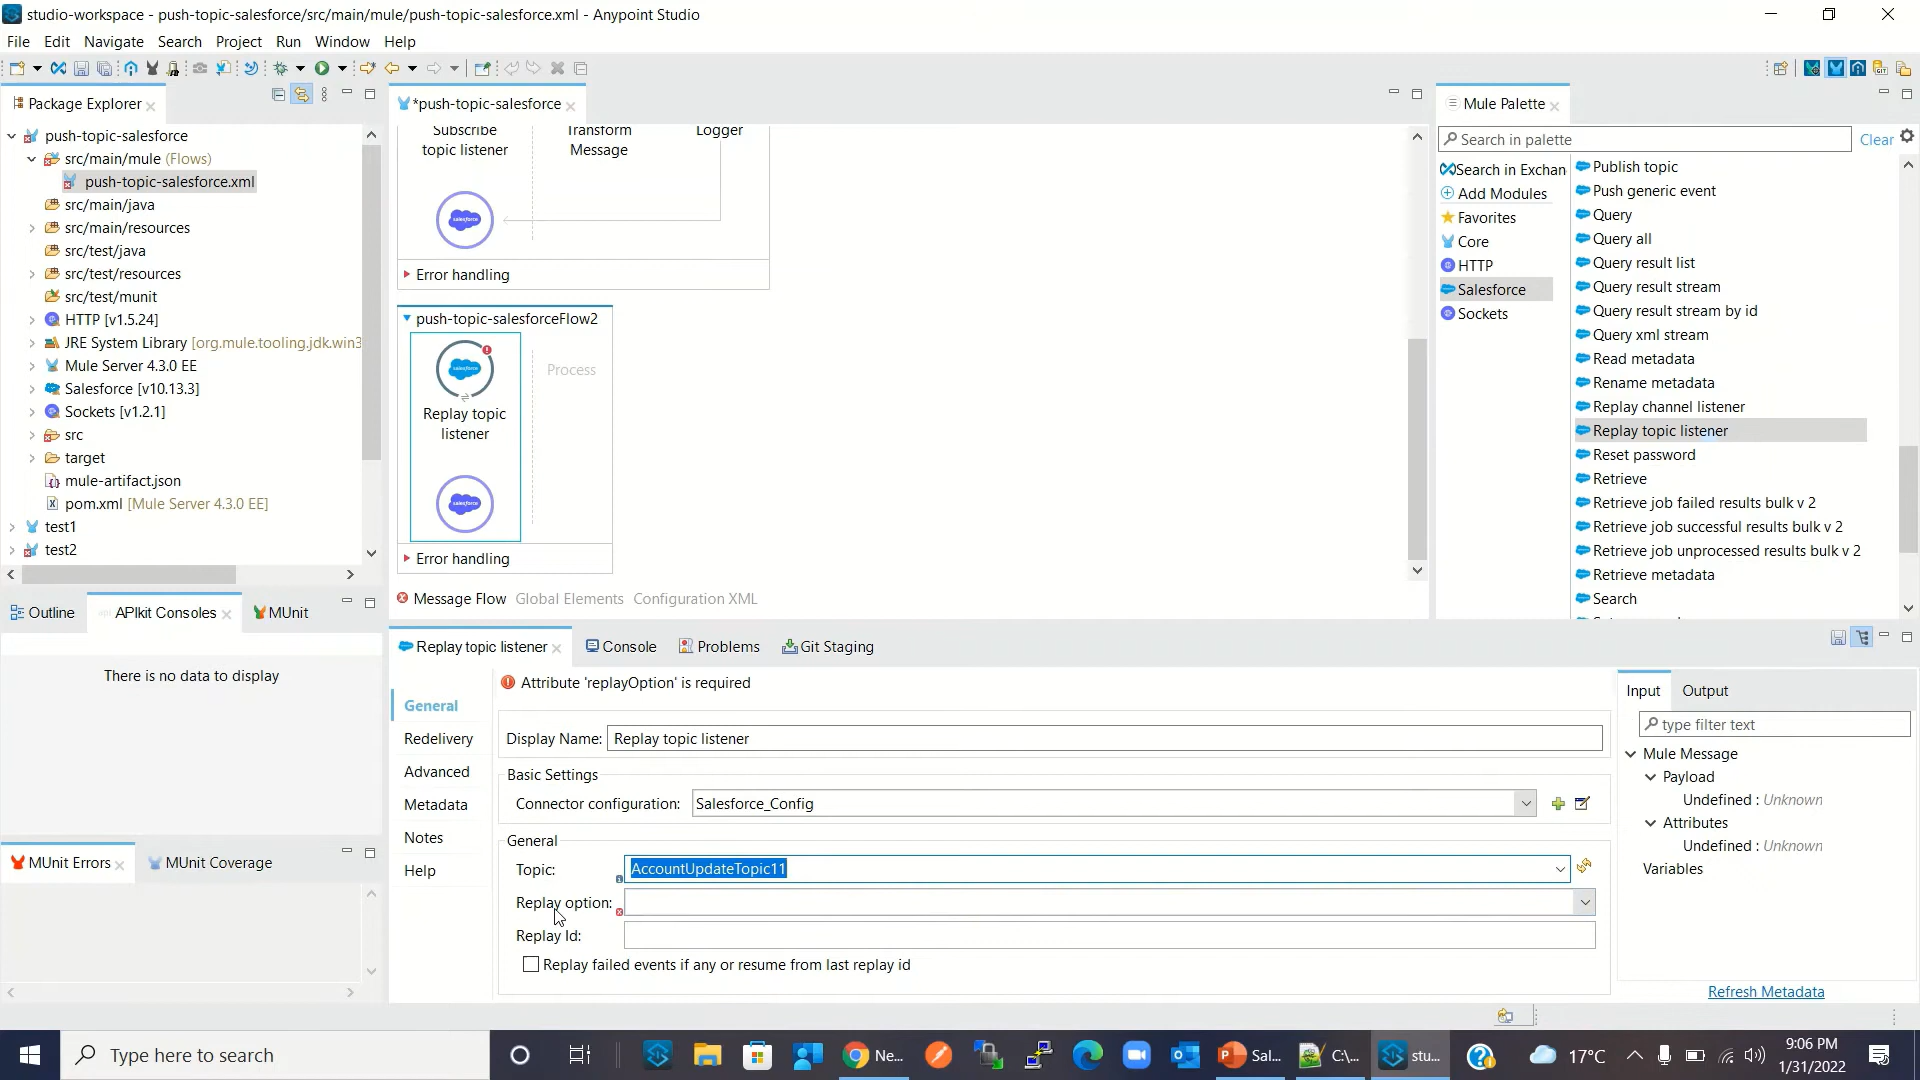 studio-workspace - push-topic-salesforce/src/main/mule/push-topic-salesforce.xml - Anypoint Studio
File Edit Navigate Search Project Run Window Help
Package Explorer
push-topic-salesforce
src/main/mule (Flows)
push-topic-salesforce.xml
src/main/java
src/main/resources
src/test/java
src/test/resources
src/test/munit
HTTP [v1.5.24]
JRE System Library [org.mule.tooling.jdk.win3
Mule Server 4.3.0 EE
Salesforce [v10.13.3]
Sockets [v1.2.1]
src
target
mule-artifact.json
pom.xml [Mule Server 4.3.0 EE]
test1
test2
Outline APIkit Consoles MUnit
There is no data to display
MUnit Errors MUnit Coverage
*push-topic-salesforce
Subscribe topic listener
Transform Message
Logger
salesforce
Error handling
push-topic-salesforceFlow2
salesforce
Process
Replay topic listener
salesforce
Error handling
Message Flow Global Elements Configuration XML
Mule Palette
Search in palette Clear
Search in Exchan
Add Modules
Favorites
Core
HTTP
Salesforce
Sockets
Publish topic
Push generic event
Query
Query all
Query result list
Query result stream
Query result stream by id
Query xml stream
Read metadata
Rename metadata
Replay channel listener
Replay topic listener
Reset password
Retrieve
Retrieve job failed results bulk v 2
Retrieve job successful results bulk v 2
Retrieve job unprocessed results bulk v 2
Retrieve metadata
Search
Replay topic listener Console Problems Git Staging
General
Redelivery
Advanced
Metadata
Notes
Help
Attribute 'replayOption' is required
Display Name: Replay topic listener
Basic Settings
Connector configuration: Salesforce_Config
General
Topic: AccountUpdateTopic11
Replay option:
Replay Id:
Replay failed events if any or resume from last replay id
Input Output
type filter text
Mule Message
Payload
Undefined : Unknown
Attributes
Undefined : Unknown
Variables
Refresh Metadata
Type here to search
Ne...
Sal...
C:\...
stu...
17°C
9:06 PM
1/31/2022